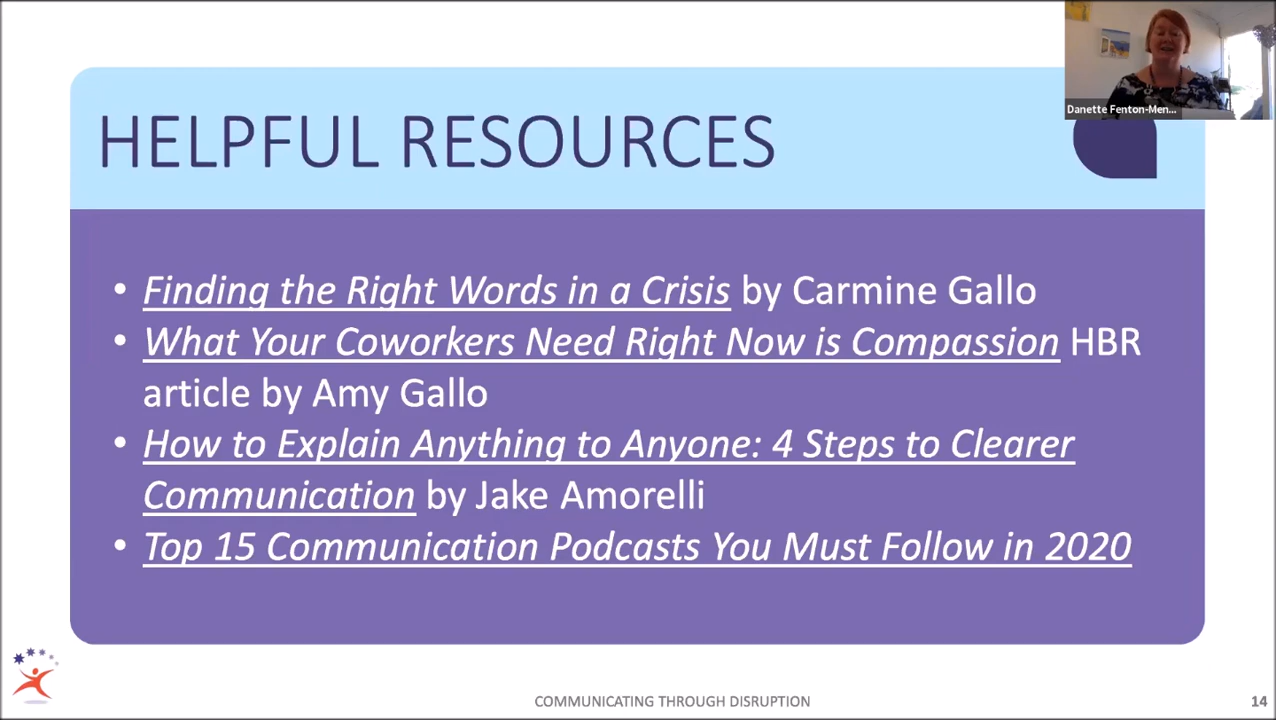 Danette Fenton-Men...
HELPFUL RESOURCES
• Finding the Right Words in a Crisis by Carmine Gallo
• What Your Coworkers Need Right Now is Compassion HBR
article by Amy Gallo
• How to Explain Anything to Anyone: 4 Steps to Clearer
Communication by Jake Amorelli
• Top 15 Communication Podcasts You Must Follow in 2020
COMMUNICATING THROUGH DISRUPTION
14